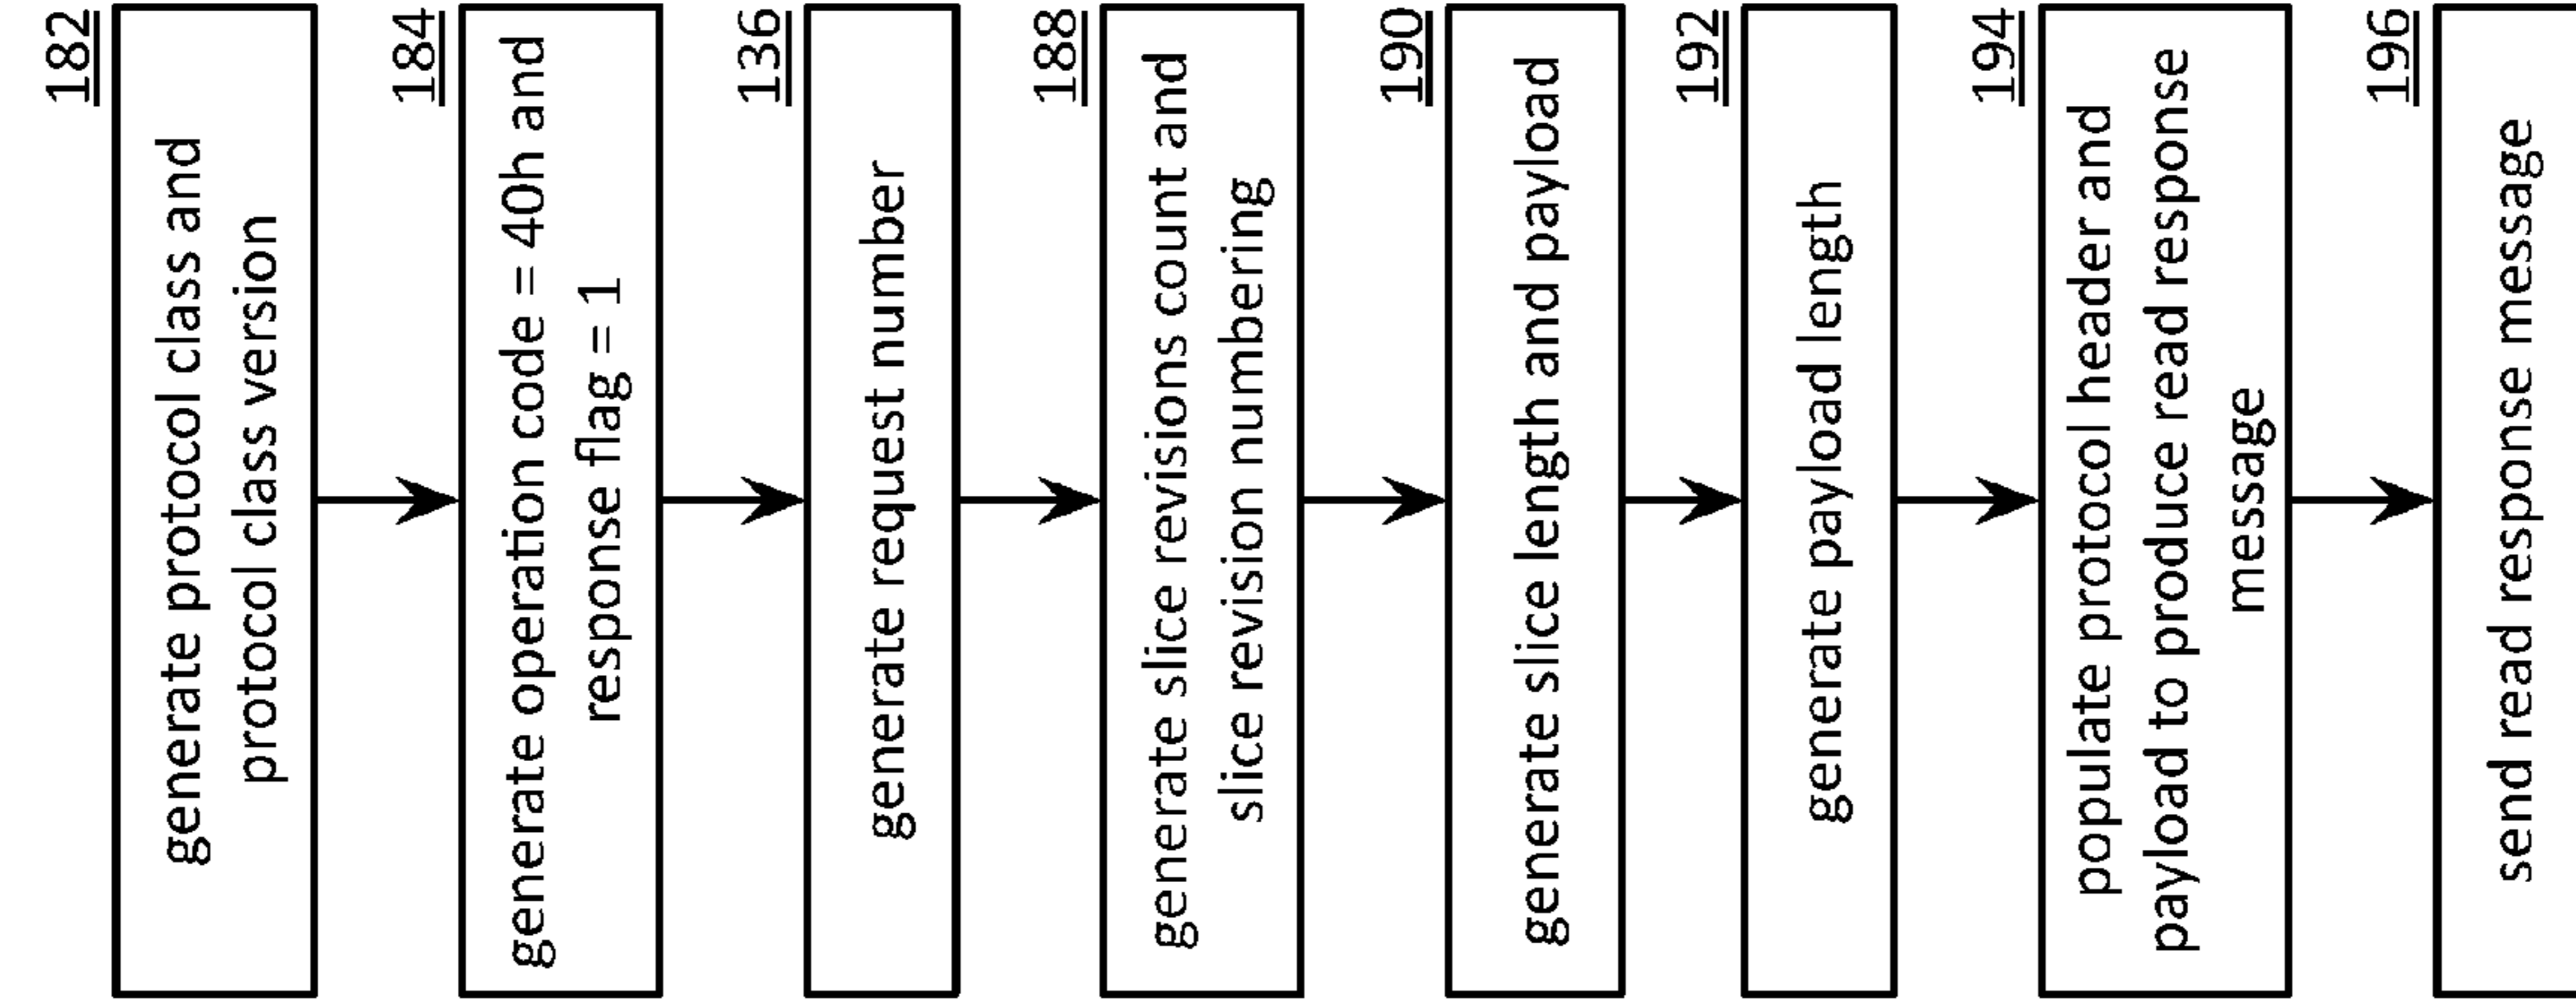 182
generate protocol class and
protocol class version
184
generate operation code = 40h and
response flag = 1
136
generate request number
188
generate slice revisions count and
slice revision numbering
190
generate slice length and payload
192
generate payload length
194
populate protocol header and
payload to produce read response
message
196
send read response message